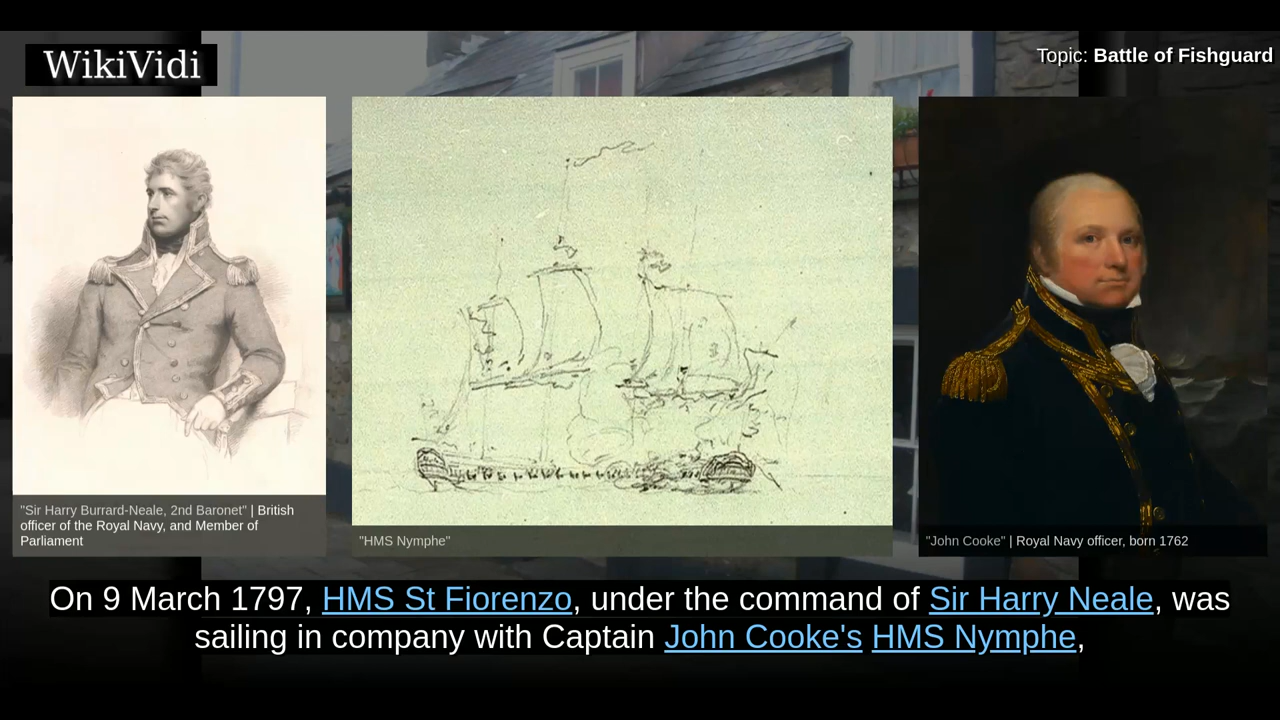 WikiVidi
Topic: Battle of Fishguard
"Sir Harry Burrard-Neale, 2nd Baronet" | British
officer of the Royal Navy, and Member of
Parliament
"HMS Nymphe"
"John Cooke" | Royal Navy officer, born 1762
On 9 March 1797, HMS St Fiorenzo, under the command of Sir Harry Neale, was
sailing in company with Captain John Cooke's HMS Nymphe,